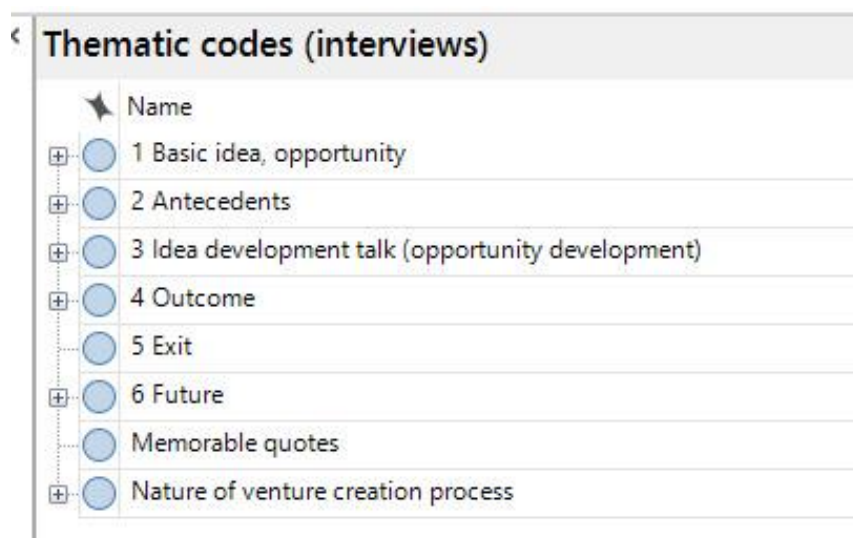 Thematic codes (interviews)
Name
1 Basic idea, opportunity
2 Antecedents
3 Idea development talk (opportunity development)
4 Outcome
5 Exit
6 Future
Memorable quotes
Nature of venture creation process